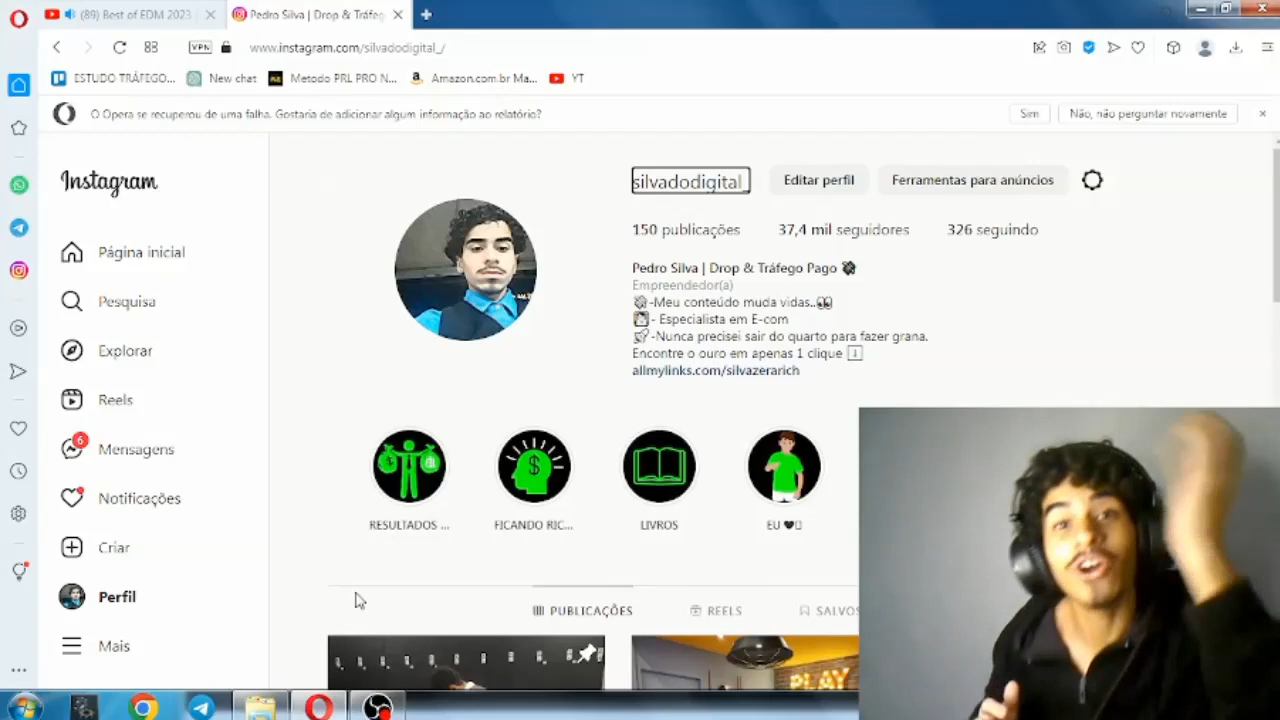 (89) Best of EDM 2023
Pedro Silva | Drop & Tráfego
VPN
www.instagram.com/silvadodigital_/
ESTUDO TRÁFEGO...
New chat
Metodo PRL PRO N...
Amazon.com.br Ma...
YT
O Opera se recuperou de uma falha. Gostaria de adicionar algum informação ao relatório?
Sim
Não, não perguntar novamente
Instagram
silvadodigital_
Editar perfil
Ferramentas para anúncios
150 publicações
37,4 mil seguidores
326 seguindo
Pedro Silva | Drop & Tráfego Pago
Empreendedor(a)
-Meu conteúdo muda vidas..
- Especialista em E-com
-Nunca precisei sair do quarto para fazer grana.
Encontre o ouro em apenas 1 clique
allmylinks.com/silvazerarich
Página inicial
Pesquisa
Explorar
Reels
6
Mensagens
Notificações
Criar
Perfil
Mais
RESULTADOS ...
FICANDO RIC...
LIVROS
EU
PUBLICAÇÕES
REELS
SALVOS
PLAY